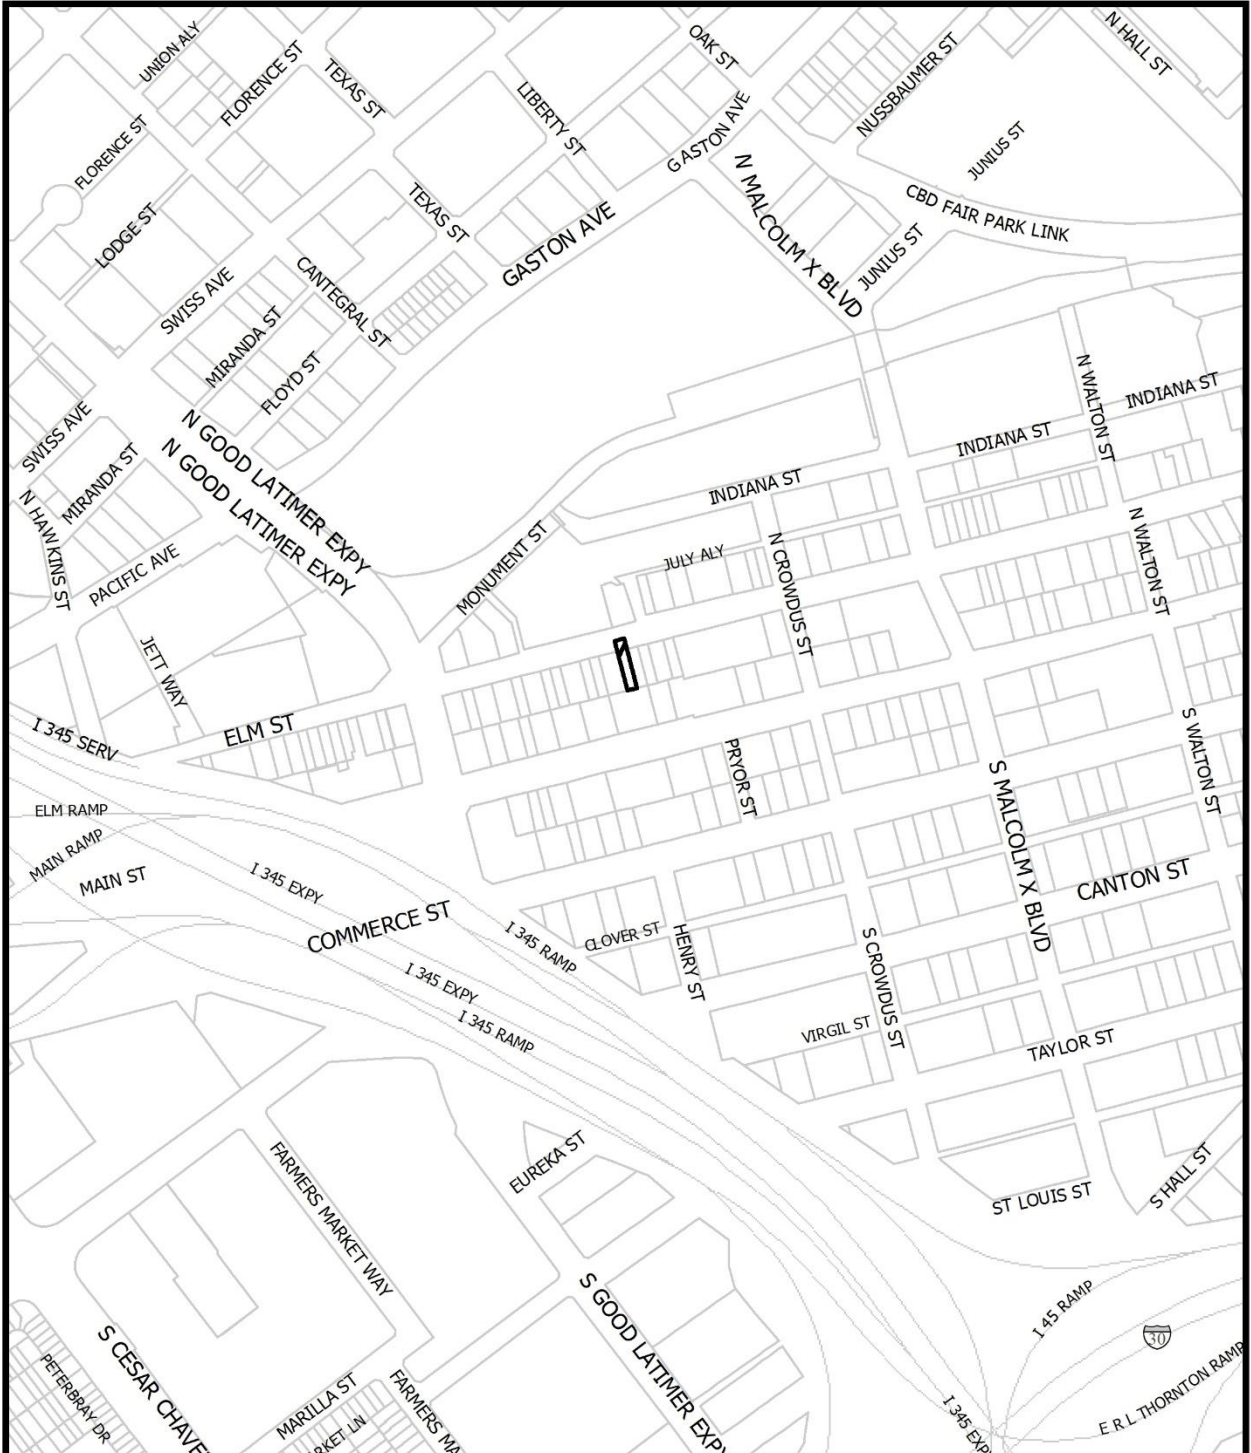 UNION ALY
FLORENCE ST
TEXAS ST
OAK ST
NUSSBAUMER ST
N HALL ST
LIBERTY ST
GASTON AVE
FLORENCE ST
JUNIUS ST
N MALCOLM X BLVD
CBD FAIR PARK LINK
LODGE ST
TEXAS ST
GASTON AVE
JUNIUS ST
SWISS AVE
CANTEGRAL ST
MIRANDA ST
FLOYD ST
N WALTON ST
INDIANA ST
SWISS AVE
N GOOD LATIMER EXPY
N GOOD LATIMER EXPY
INDIANA ST
MIRANDA ST
INDIANA ST
N HAWKINS ST
PACIFIC AVE
MONUMENT ST
JULY ALY
N CROWDUS ST
N WALTON ST
JETT WAY
ELM ST
I 345 SERV
PRYOR ST
S WALTON ST
ELM RAMP
S MALCOLM X BLVD
MAIN RAMP
MAIN ST
I 345 EXPY
CANTON ST
COMMERCE ST
I 345 RAMP
CLOVER ST
HENRY ST
S CROWDUS ST
I 345 EXPY
I 345 RAMP
VIRGIL ST
TAYLOR ST
EUREKA ST
FARMERS MARKET WAY
ST LOUIS ST
S HALL ST
S GOOD LATIMER EXPY
I 45 RAMP
30
S CESAR CHAVE
PETERBRAY DR
MARILLA ST
FARMERS MA
RKET LN
I 345 EXP
E R L THORNTON RAMP